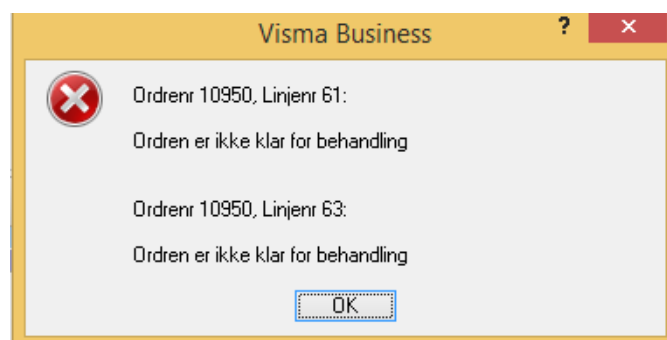 Visma Business
?
Ordrenr 10950, Linjenr 61:
Ordren er ikke klar for behandling
Ordrenr 10950, Linjenr 63:
Ordren er ikke klar for behandling
OK